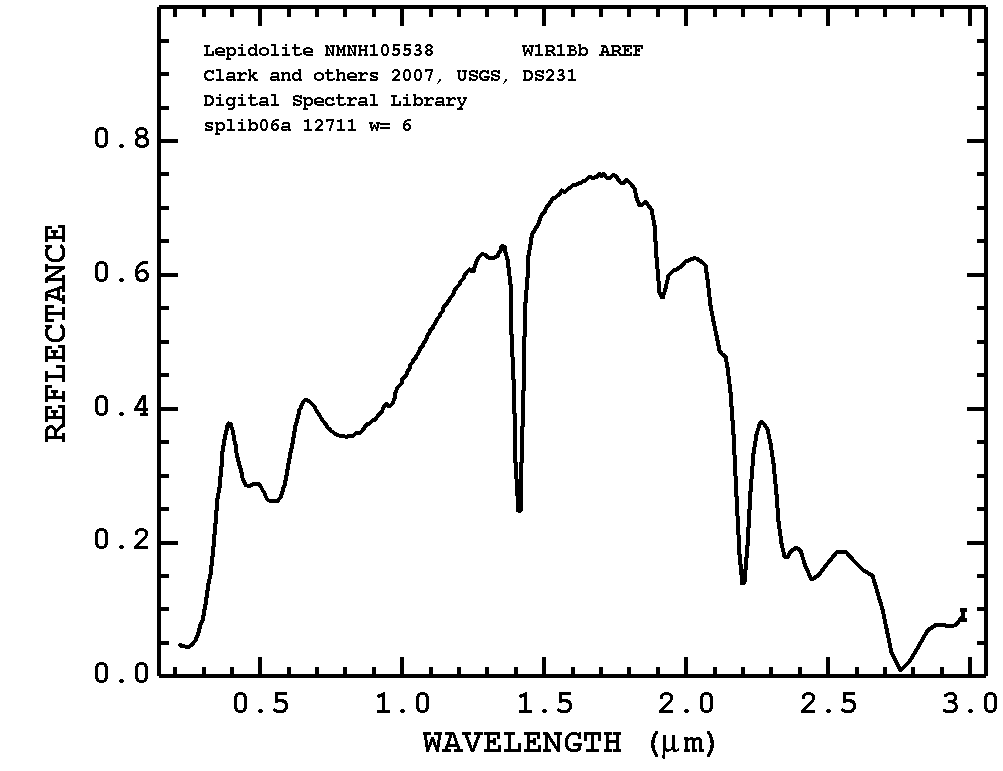 Lepidolite NMNH105538 W1R1Bb AREF
Clark and others 2007, USGS, DS231
Digital Spectral Library
splib06a 12711 w= 6
REFLECTANCE
0.8
0.6
0.4
0.2
0.0
0.5 1.0 1.5 2.0 2.5 3.0
WAVELENGTH (μm)